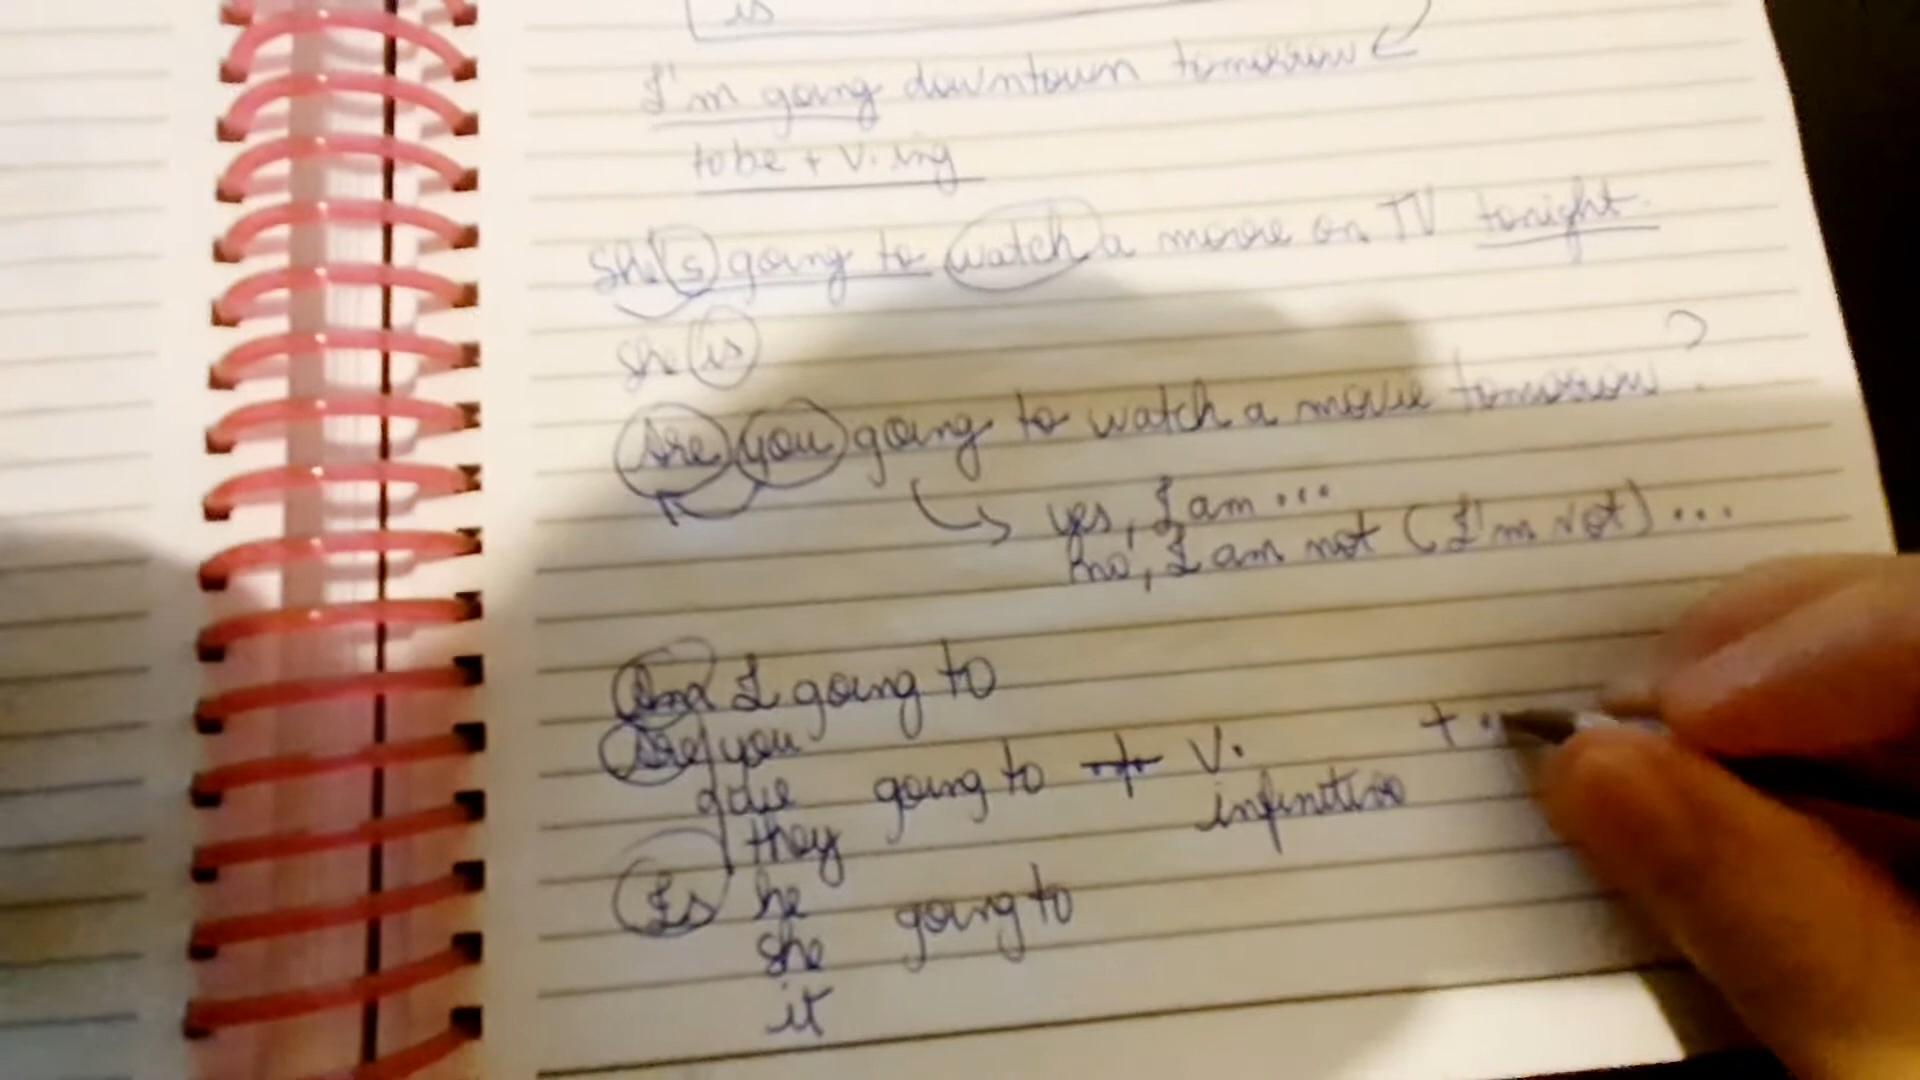 is
I'm going downtown tomorrow
to be + V. ing
She's going to watch a movie on TV tonight.
she is
Are you going to watch a movie tomorrow?
yes, I am ...
no, I am not (I'm not) ...
Am I going to
Are you
we going to + V.
they infinitivo
Is he
she going to
it
+